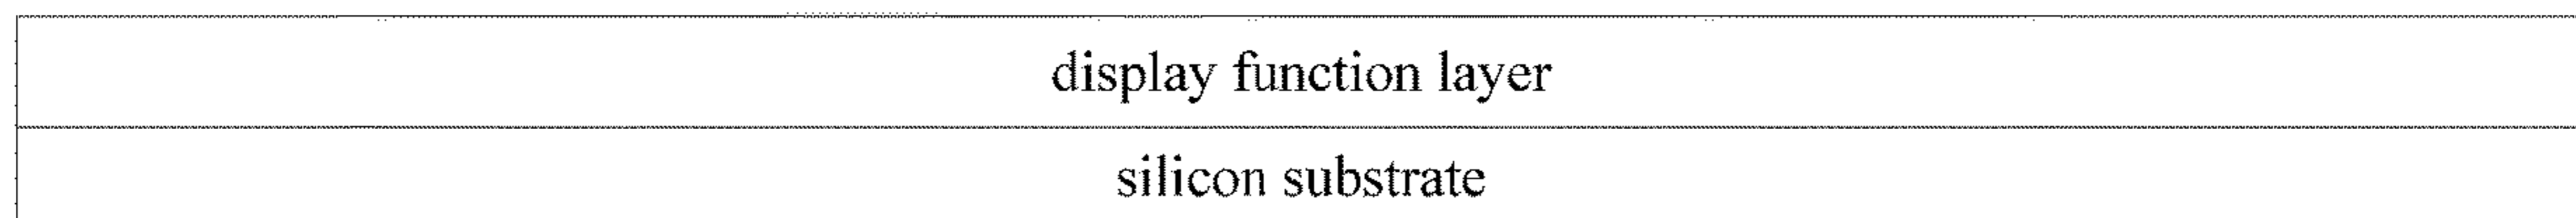 display function layer
silicon substrate